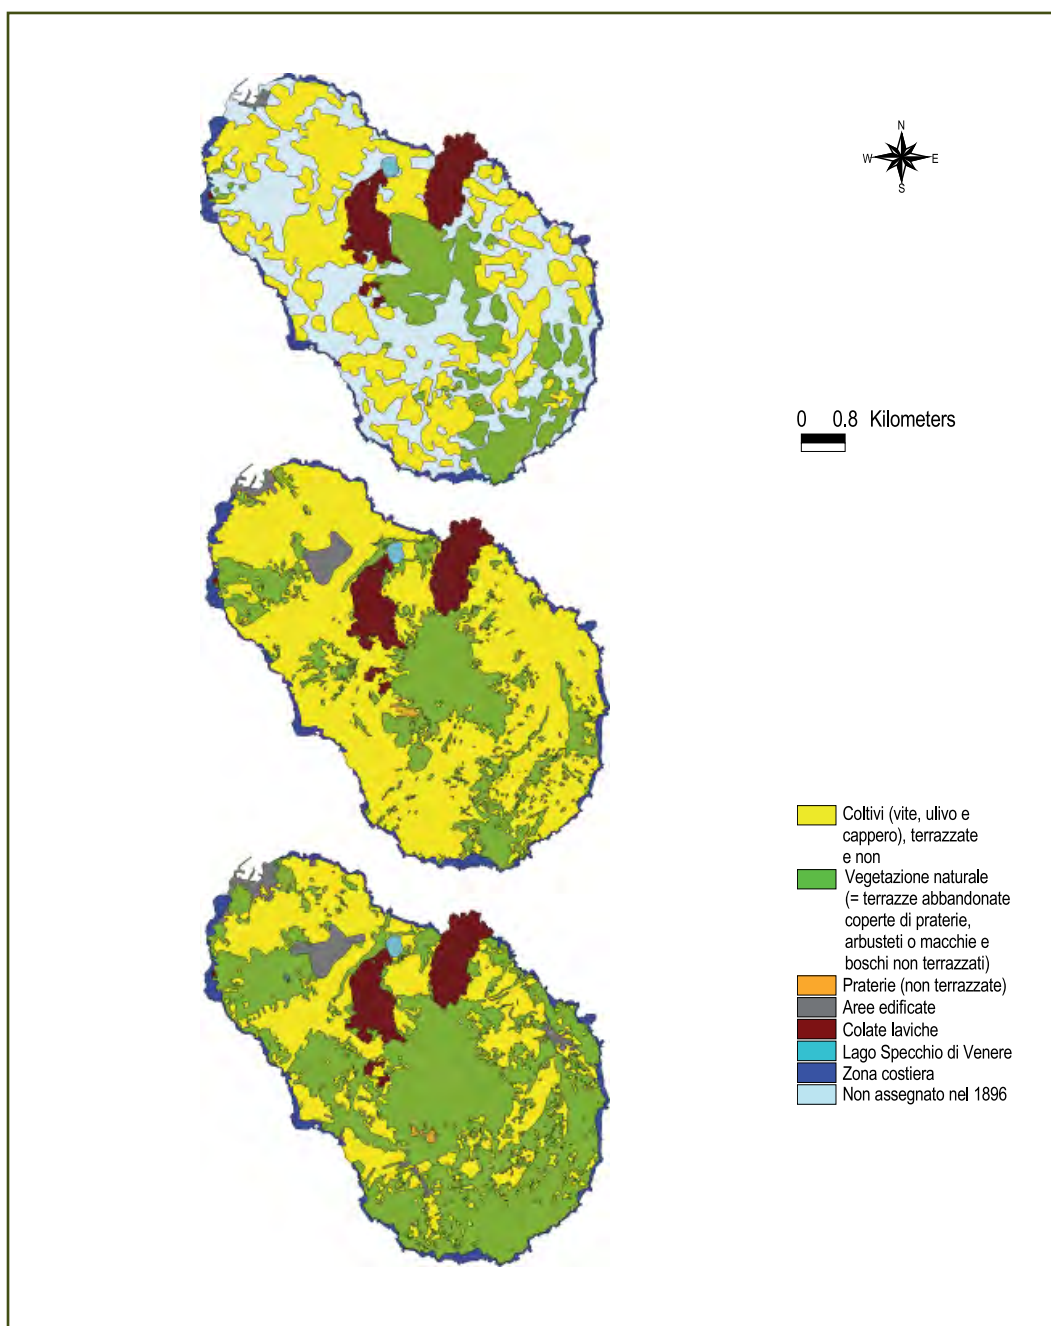 N
W E
S
0 0.8 Kilometers
Coltivi (vite, ulivo e
cappero), terrazzate
e non
Vegetazione naturale
(= terrazze abbandonate
coperte di praterie,
arbusteti o macchie e
boschi non terrazzati)
Praterie (non terrazzate)
Aree edificate
Colate laviche
Lago Specchio di Venere
Zona costiera
Non assegnato nel 1896